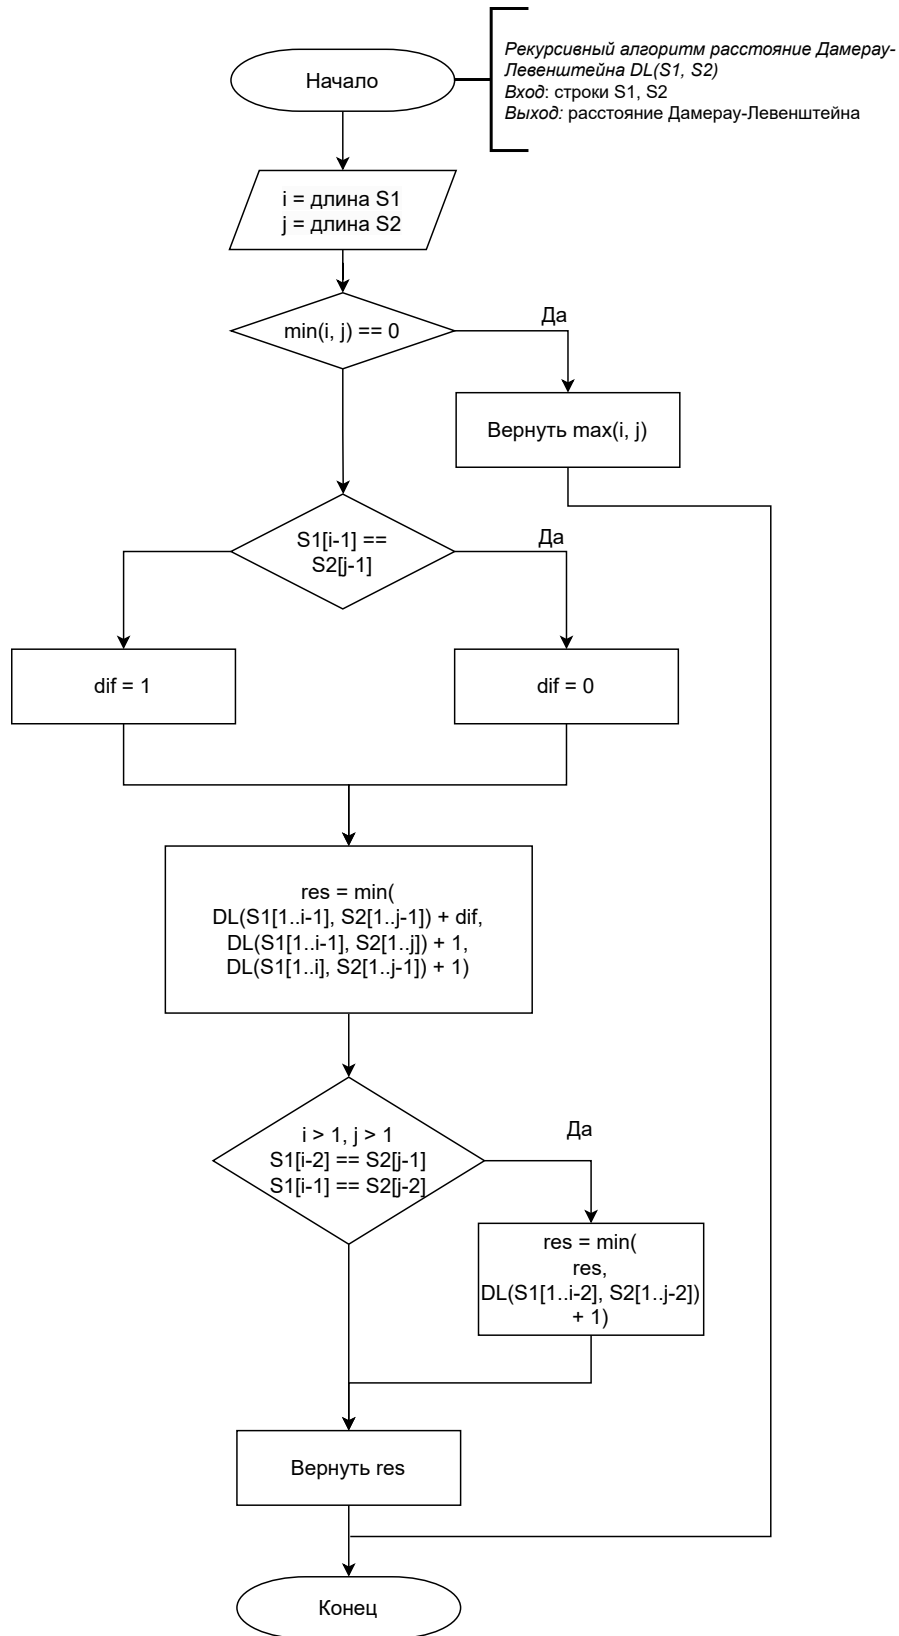 Начало
Рекурсивный алгоритм расстояние Дамерау-
Левенштейна DL(S1, S2)
Вход: строки S1, S2
Выход: расстояние Дамерау-Левенштейна
i = длина S1
j = длина S2
min(i, j) == 0
Да
Вернуть max(i, j)
S1[i-1] ==
S2[j-1]
Да
dif = 1
dif = 0
res = min(
DL(S1[1..i-1], S2[1..j-1]) + dif,
DL(S1[1..i-1], S2[1..j]) + 1,
DL(S1[1..i], S2[1..j-1]) + 1)
i > 1, j > 1
S1[i-2] == S2[j-1]
S1[i-1] == S2[j-2]
Да
res = min(
res,
DL(S1[1..i-2], S2[1..j-2])
+ 1)
Вернуть res
Конец